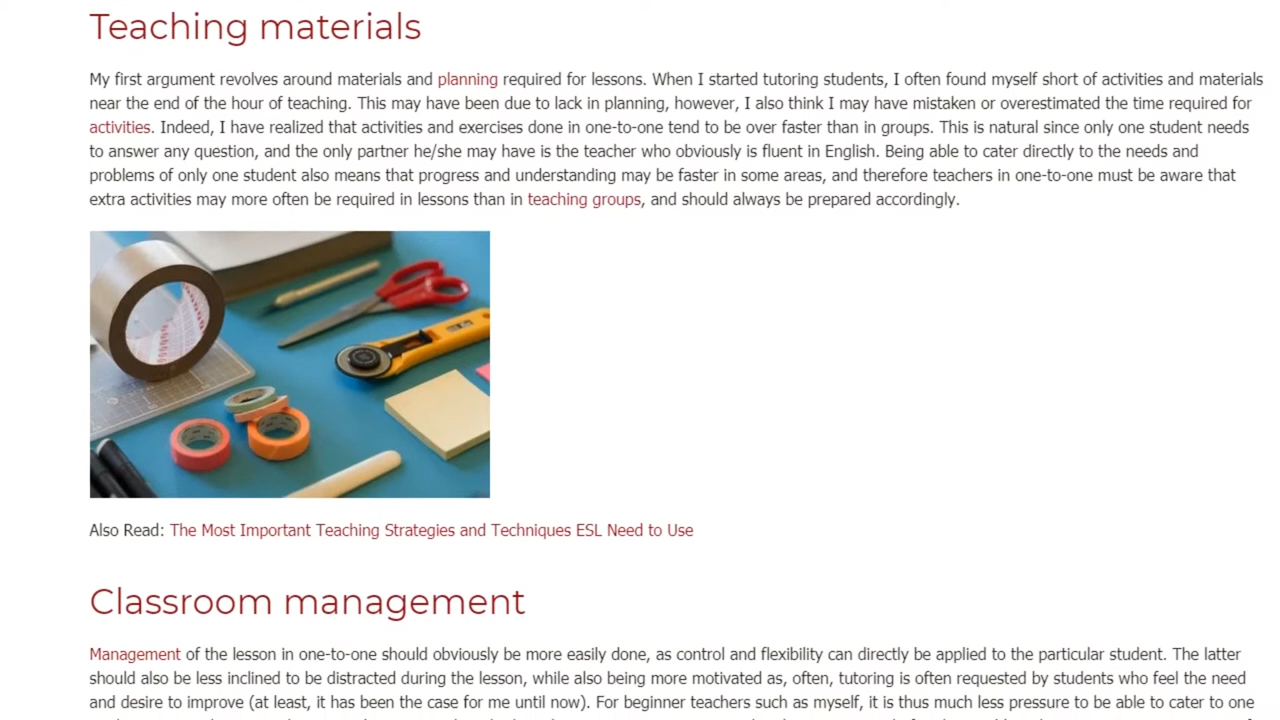 Teaching materials
My first argument revolves around materials and planning required for lessons. When I started tutoring students, I often found myself short of activities and materials
near the end of the hour of teaching. This may have been due to lack in planning, however, I also think I may have mistaken or overestimated the time required for
activities. Indeed, I have realized that activities and exercises done in one-to-one tend to be over faster than in groups. This is natural since only one student needs
to answer any question, and the only partner he/she may have is the teacher who obviously is fluent in English. Being able to cater directly to the needs and
problems of only one student also means that progress and understanding may be faster in some areas, and therefore teachers in one-to-one must be aware that
extra activities may more often be required in lessons than in teaching groups, and should always be prepared accordingly.
Also Read: The Most Important Teaching Strategies and Techniques ESL Need to Use
Classroom management
Management of the lesson in one-to-one should obviously be more easily done, as control and flexibility can directly be applied to the particular student. The latter
should also be less inclined to be distracted during the lesson, while also being more motivated as, often, tutoring is often requested by students who feel the need
and desire to improve (at least, it has been the case for me until now). For beginner teachers such as myself, it is thus much less pressure to be able to cater to one